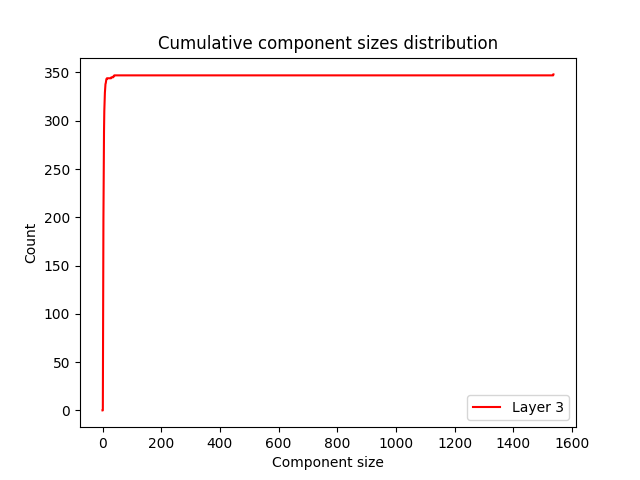 Cumulative component sizes distribution
350
300
250
200
150
100
50
0
Count
Layer 3
0 200 400 600 800 1000 1200 1400 1600
Component size